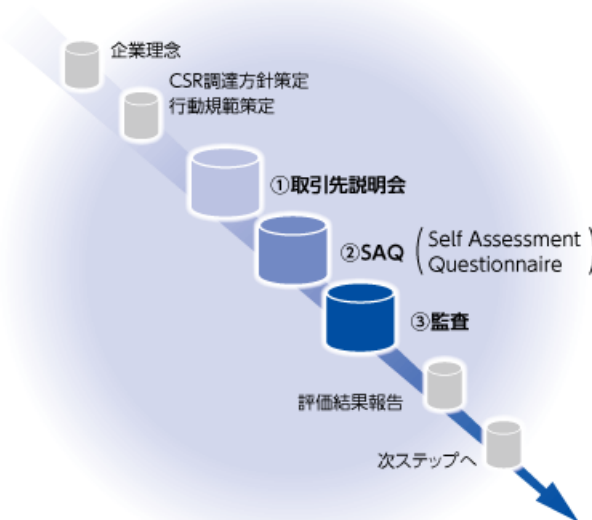 企業理念
CSR調達方針策定
行動規範策定
①取引先説明会
②SAQ (Self Assessment
Questionnaire)
③監査
評価結果報告
次ステップへ